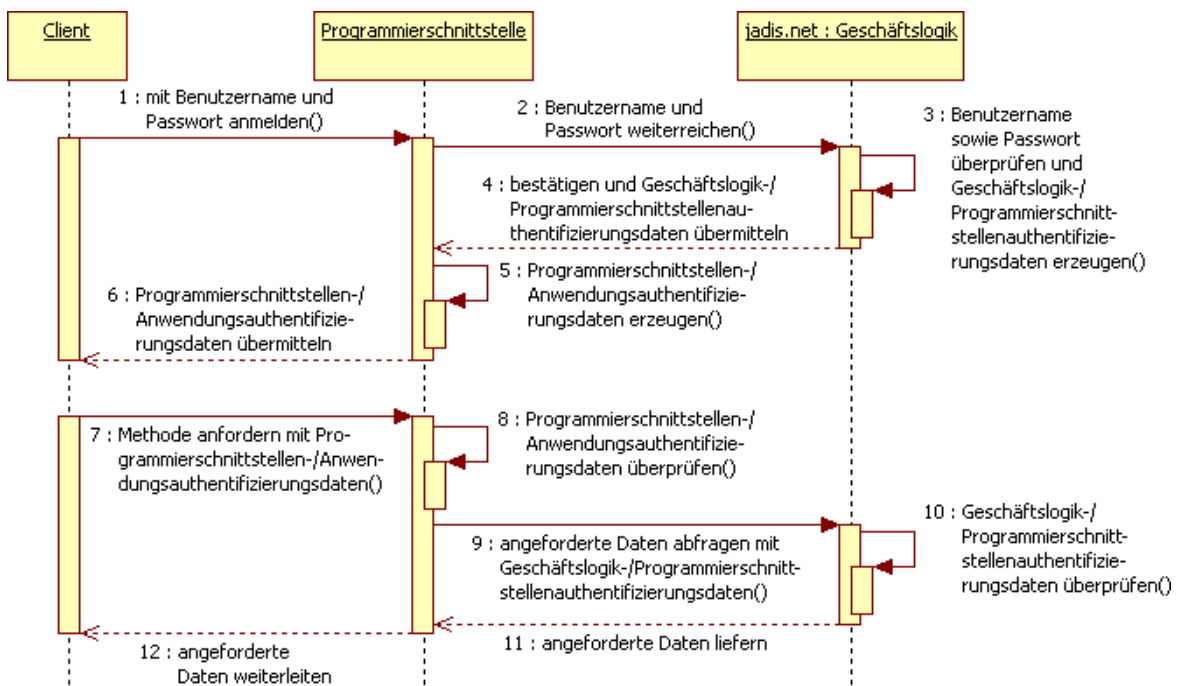 Client
Programmierschnittstelle
jadis.net : Geschäftslogik
1 : mit Benutzername und
Passwort anmelden()
2 : Benutzername und
Passwort weiterreichen()
3 : Benutzername
sowie Passwort
überprüfen und
Geschäftslogik-/
Programmierschnitt-
stellenauthentifizie-
rungsdaten erzeugen()
4 : bestätigen und Geschäftslogik-/
Programmierschnittstellenau-
thentifizierungsdaten übermitteln
5 : Programmierschnittstellen-/
Anwendungsauthentifizie-
rungsdaten erzeugen()
6 : Programmierschnittstellen-/
Anwendungsauthentifizie-
rungsdaten übermitteln
7 : Methode anfordern mit Pro-
grammierschnittstellen-/Anwen-
dungsauthentifizierungsdaten()
8 : Programmierschnittstellen-/
Anwendungsauthentifizie-
rungsdaten überprüfen()
9 : angeforderte Daten abfragen mit
Geschäftslogik-/Programmierschnitt-
stellenauthentifizierungsdaten()
10 : Geschäftslogik-/
Programmierschnitt-
stellenauthentifizie-
rungsdaten überprüfen()
11 : angeforderte Daten liefern
12 : angeforderte
Daten weiterleiten